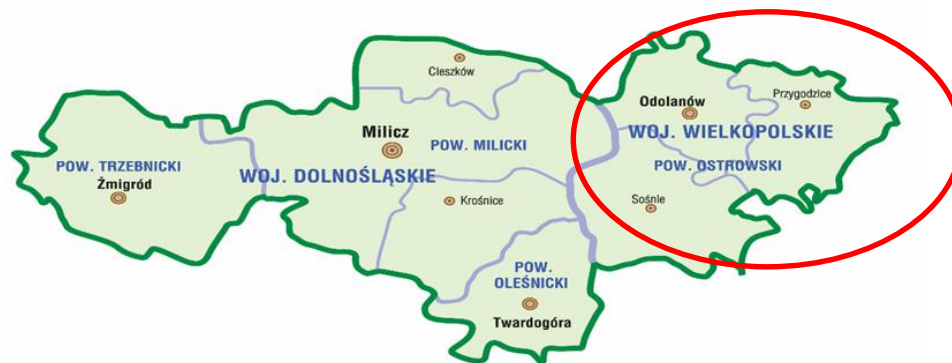 Cieszków
Przygodzice
Odolanów
Milicz
WOJ. WIELKOPOLSKIE
POW. MILICKI
POW. TRZEBNICKI
POW. OSTROWSKI
WOJ. DOLNOŚLĄSKIE
Żmigród
Krośnice
Sośnie
POW.
OLEŚNICKI
Twardogóra